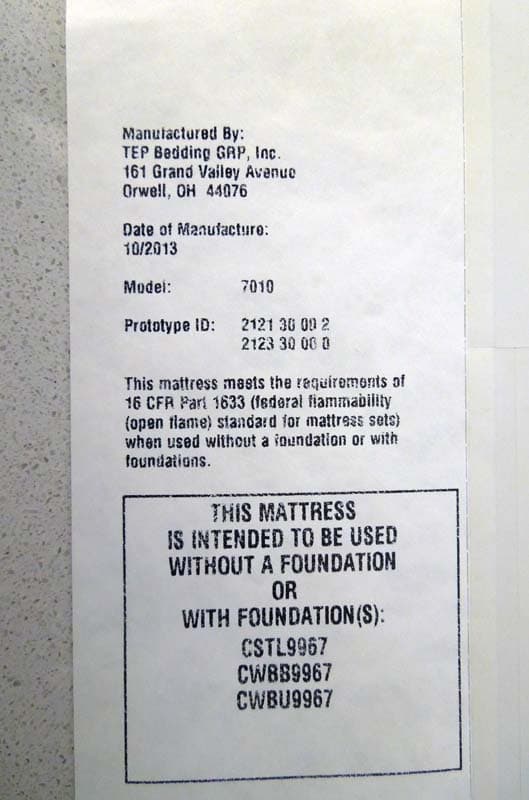 Manufactured By:
TEP Bedding GRP, Inc.
161 Grand Valley Avenue
Orwell, OH 44076
Date of Manufacture:
10/2013
Model: 7010
Prototype ID: 2121 30 00 2
2123 30 00 0
This mattress meets the requirements of
16 CFR Part 1633 (federal flammability
(open flame) standard for mattress sets)
when used without a foundation or with
foundations.
THIS MATTRESS
IS INTENDED TO BE USED
WITHOUT A FOUNDATION
OR
WITH FOUNDATION(S):
CSTL9967
CWBB9967
CWBU9967